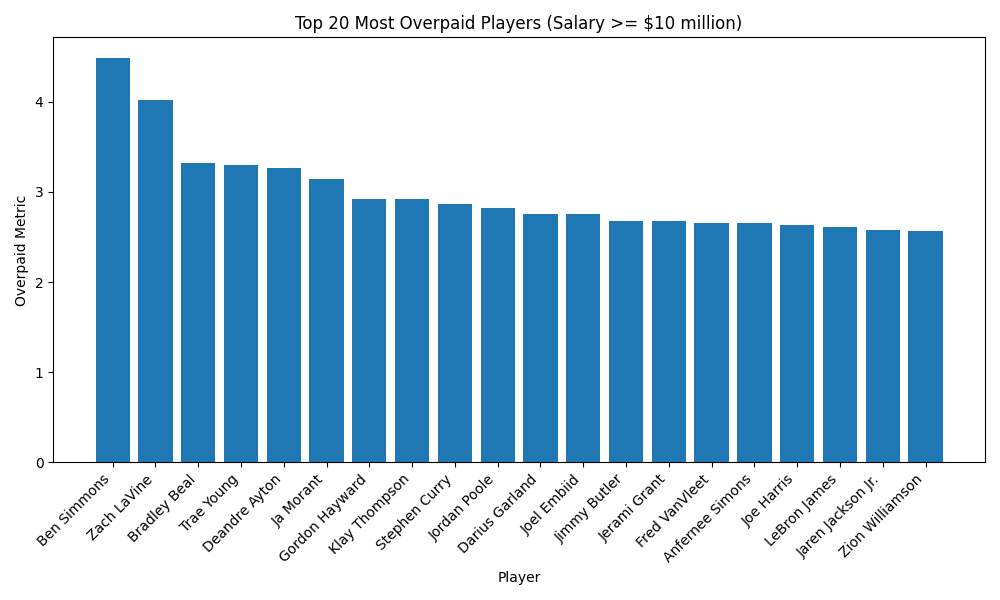 Top 20 Most Overpaid Players (Salary >= $10 million)
Overpaid Metric
4
3
2
1
0
Ben Simmons
Zach LaVine
Bradley Beal
Trae Young
Deandre Ayton
Ja Morant
Gordon Hayward
Klay Thompson
Stephen Curry
Jordan Poole
Darius Garland
Joel Embiid
Jimmy Butler
Jerami Grant
Fred VanVleet
Anfernee Simons
Joe Harris
LeBron James
Jaren Jackson Jr.
Zion Williamson
Player